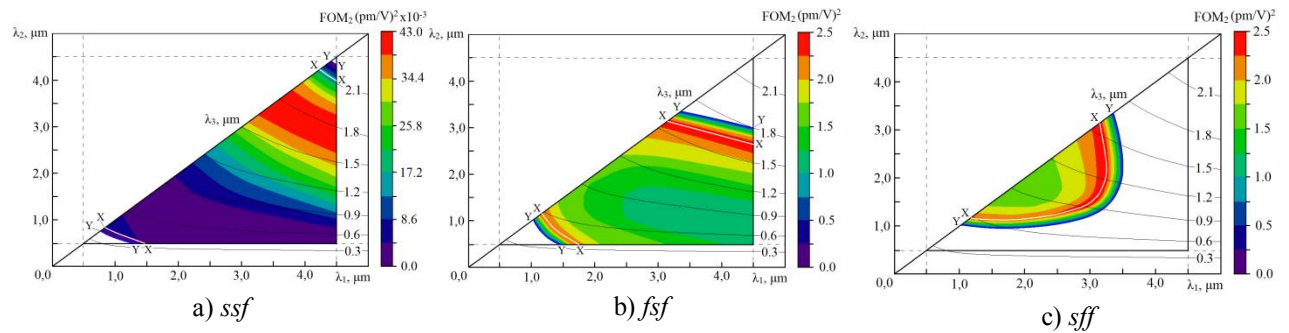 FOM₂ (pm/V)² x10⁻³
λ₂, μm
43.0
34.4
25.8
17.2
8.6
0.0
4,0
3,0
2,0
1,0
0,0
1,0
2,0
3,0
4,0
λ₁, μm
λ₃, μm
2.1
1.8
1.5
1.2
0.9
0.6
0.3
Y
X
Y
X
X
Y
Y
X
a) ssf
FOM₂ (pm/V)²
λ₂, μm
2.5
2.0
1.5
1.0
0.5
0.0
4,0
3,0
2,0
1,0
0,0
1,0
2,0
3,0
4,0
λ₁, μm
λ₃, μm
2.1
1.8
1.5
1.2
0.9
0.6
0.3
Y
X
Y
X
X
Y
Y
X
b) fsf
FOM₂ (pm/V)²
λ₂, μm
2.5
2.0
1.5
1.0
0.5
0.0
4,0
3,0
2,0
1,0
0,0
1,0
2,0
3,0
4,0
λ₁, μm
λ₃, μm
2.1
1.8
1.5
1.2
0.9
0.6
0.3
X
Y
X
Y
c) sff